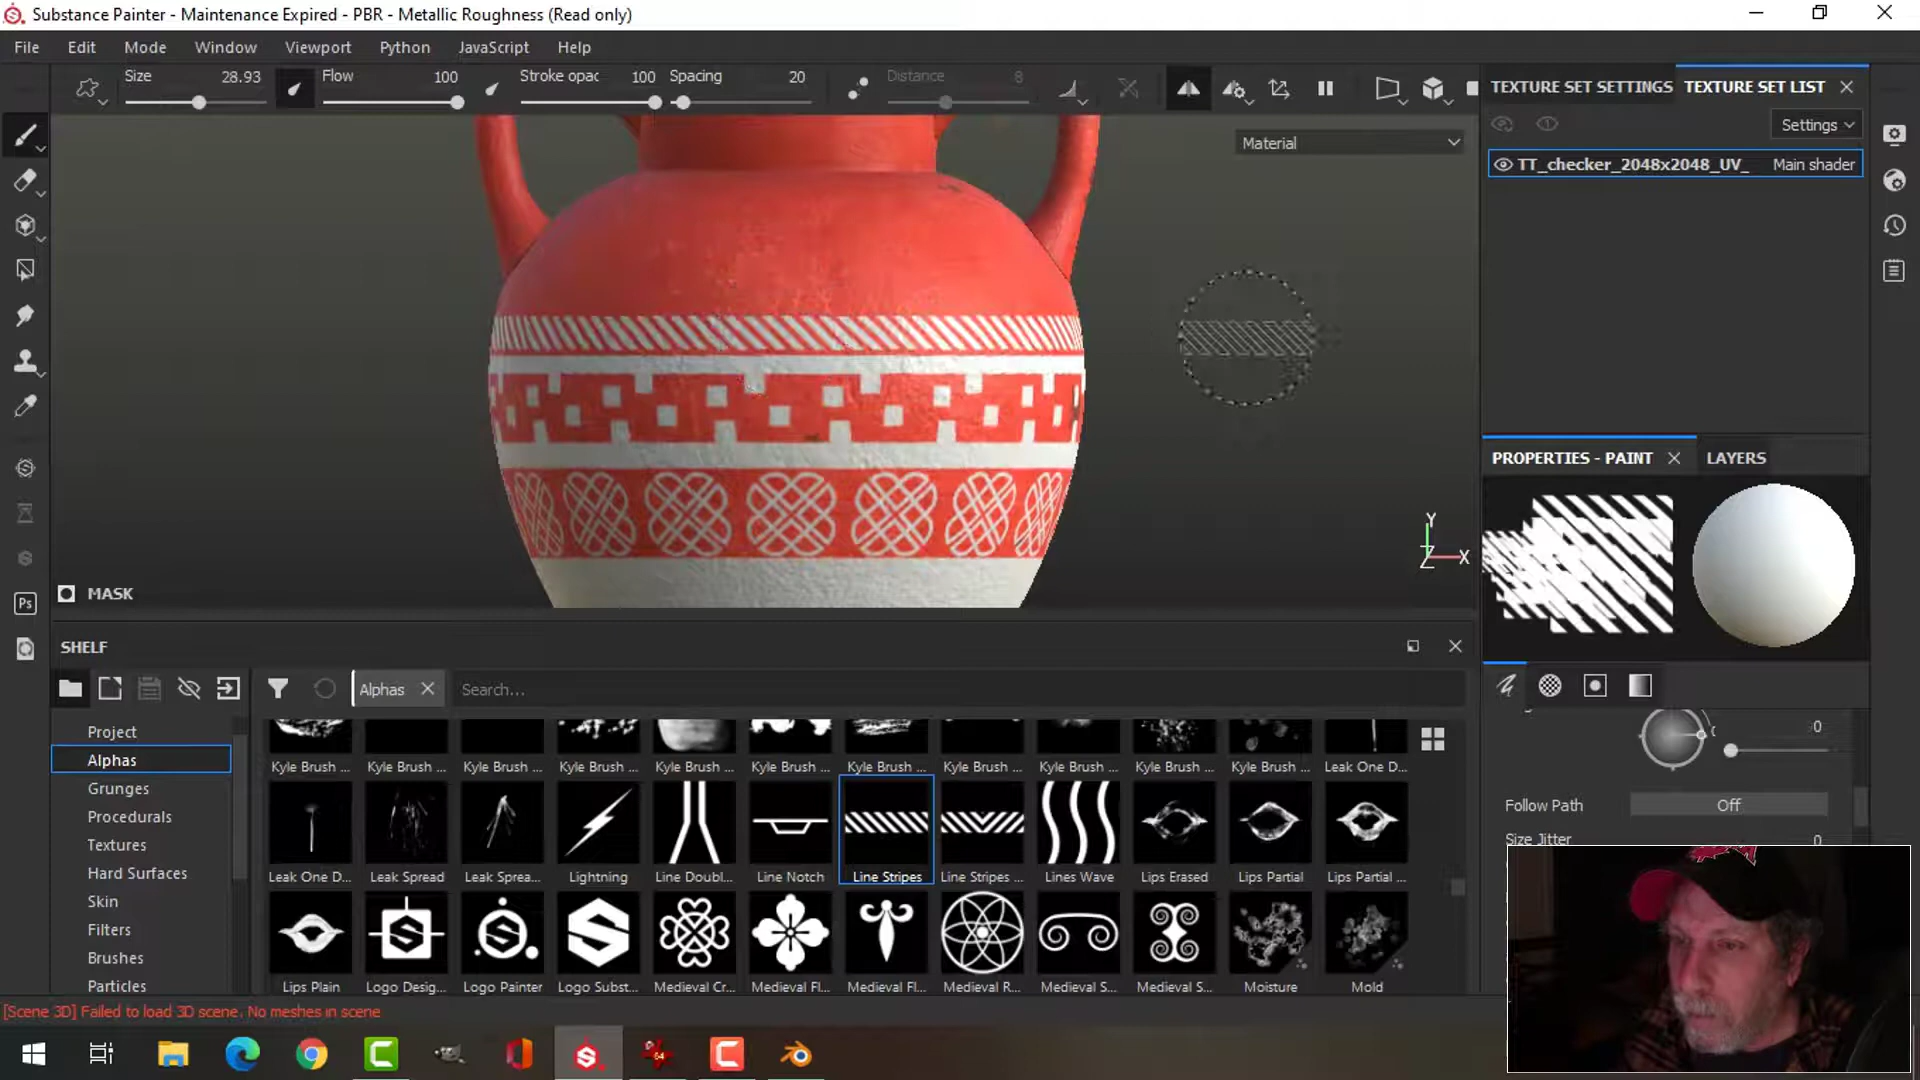 Substance Painter - Maintenance Expired - PBR - Metallic Roughness (Read only)
File Edit Mode Window Viewport Python JavaScript Help
Size 28.93 Flow 100 Stroke opac 100 Spacing 20 Distance 8
TEXTURE SET SETTINGS TEXTURE SET LIST
Material
Settings
TT_checker_2048x2048_UV_ Main shader
PROPERTIES - PAINT LAYERS
Y
Z X
MASK
SHELF
Alphas Search...
0
Follow Path Off
Size Jitter 0
Project
Alphas
Grunges
Procedurals
Textures
Hard Surfaces
Skin
Filters
Brushes
Particles
Kyle Brush ... Kyle Brush ... Kyle Brush ... Kyle Brush ... Kyle Brush ... Kyle Brush ... Kyle Brush ... Kyle Brush ... Kyle Brush ... Kyle Brush ... Kyle Brush ... Leak One D...
Leak One D... Leak Spread Leak Sprea... Lightning Line Doubl... Line Notch Line Stripes Line Stripes ... Lines Wave Lips Erased Lips Partial Lips Partial ...
Lips Plain Logo Desig... Logo Painter Logo Subst... Medieval Cr... Medieval Fl... Medieval Fl... Medieval R... Medieval S... Medieval S... Moisture Mold
[Scene 3D] Failed to load 3D scene. No meshes in scene
Ps
64